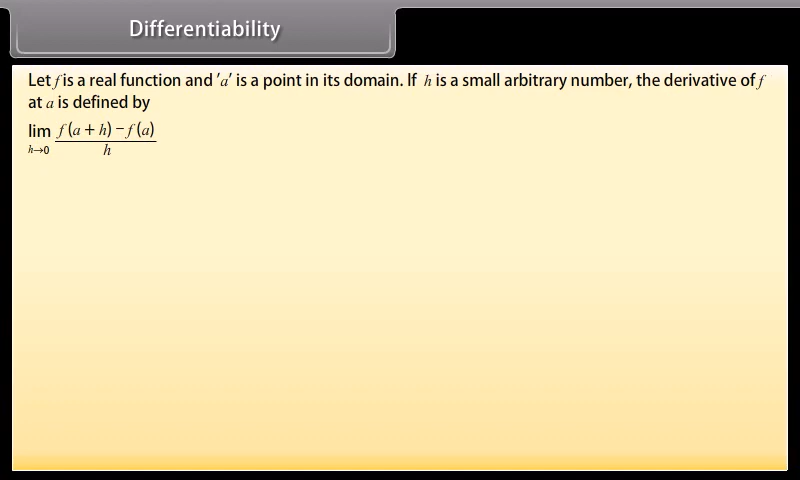 Differentiability
Let f is a real function and 'a' is a point in its domain. If h is a small arbitrary number, the derivative of f
at a is defined by
lim f(a + h) − f(a)
h→0 h